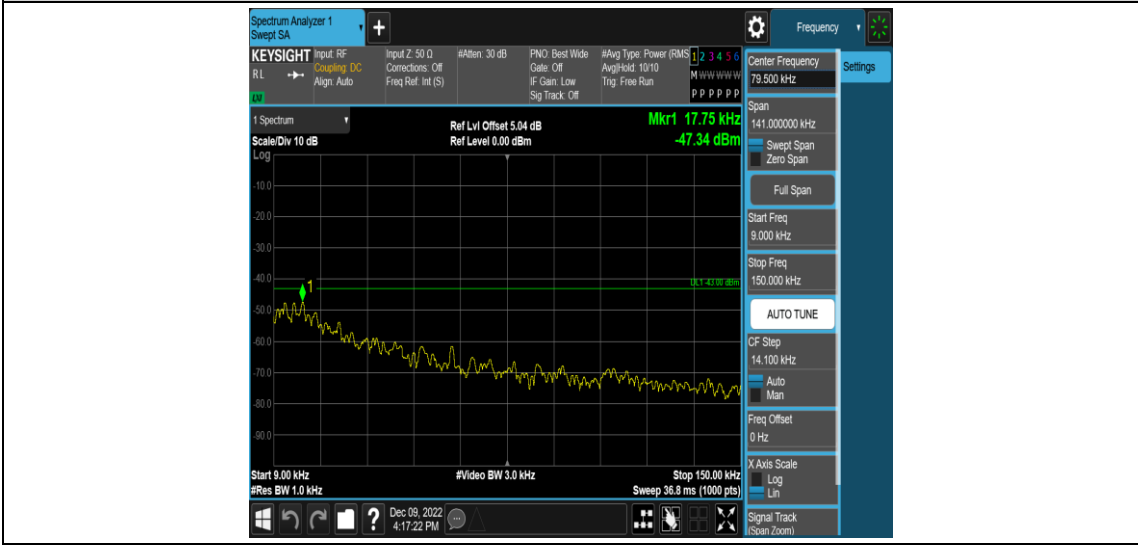 Spectrum Analyzer 1
Swept SA
+
Frequency
KEYSIGHT
RL
LM
Input: RF
Coupling: DC
Align: Auto
Input Z: 50 Ω
Corrections: Off
Freq Ref: Int (S)
#Atten: 30 dB
PNO: Best Wide
Gate: Off
IF Gain: Low
Sig Track: Off
#Avg Type: Power (RMS
Avg|Hold: 10/10
Trig: Free Run
1 2 3 4 5 6
M W W W W W
P P P P P P
Center Frequency
79.500 kHz
Settings
Span
141.000000 kHz
Swept Span
Zero Span
Full Span
Start Freq
9.000 kHz
Stop Freq
150.000 kHz
AUTO TUNE
CF Step
14.100 kHz
Auto
Man
Freq Offset
0 Hz
X Axis Scale
Log
Lin
Signal Track
(Span Zoom)
1 Spectrum
Scale/Div 10 dB
Log
Ref Lvl Offset 5.04 dB
Ref Level 0.00 dBm
Mkr1 17.75 kHz
-47.34 dBm
-10.0
-20.0
-30.0
-40.0
-50.0
-60.0
-70.0
-80.0
-90.0
1
DL1 -43.00 dBm
Start 9.00 kHz
#Res BW 1.0 kHz
#Video BW 3.0 kHz
Stop 150.00 kHz
Sweep 36.8 ms (1000 pts)
?
Dec 09, 2022
4:17:22 PM